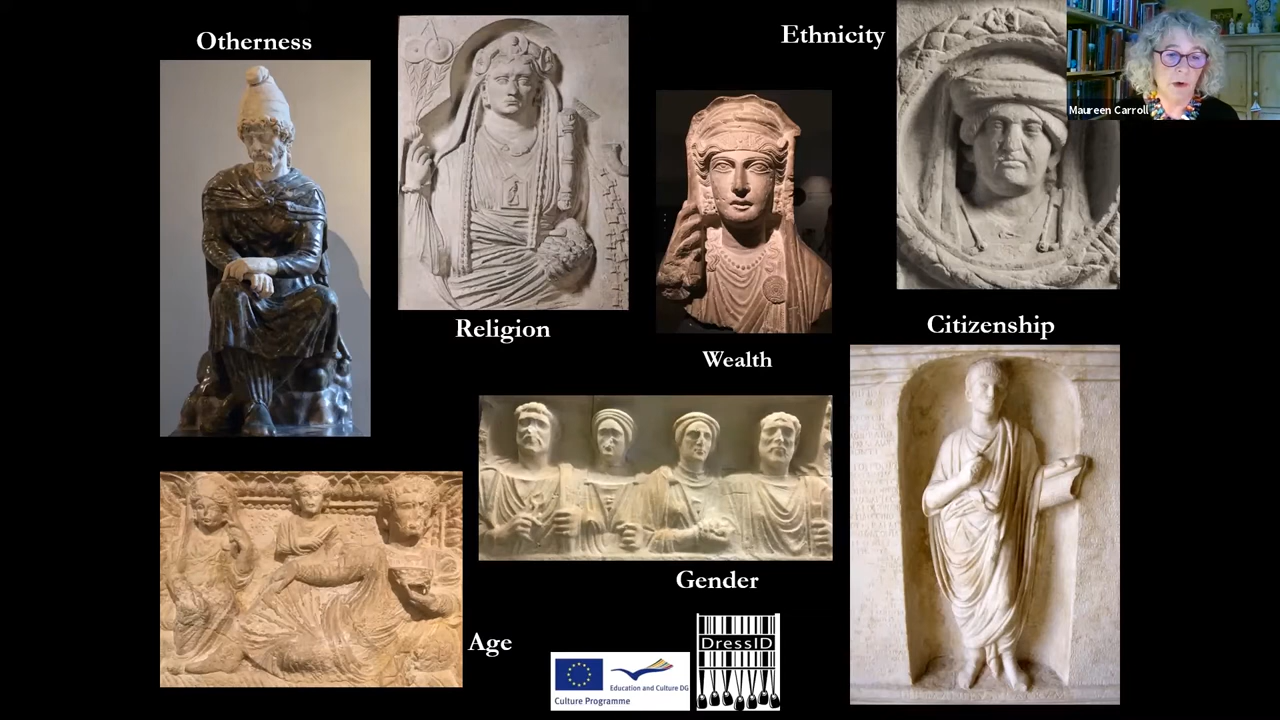 Otherness
Ethnicity
Maureen Carroll
Religion
Citizenship
Wealth
Gender
Age
DressID
Education and Culture DG
Culture Programme